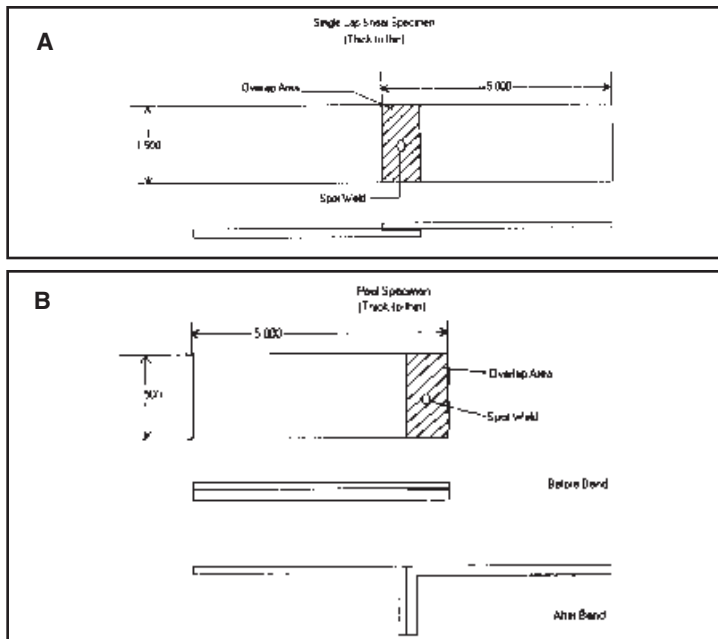 A
Single Lap Shear Specimen
(Thick to thin)
Overlap Area
5.000
1.500
Spot Weld
B
Peel Specimen
(Thick to thin)
5.000
.500
Overlap Area
Spot Weld
Before Bend
After Bend